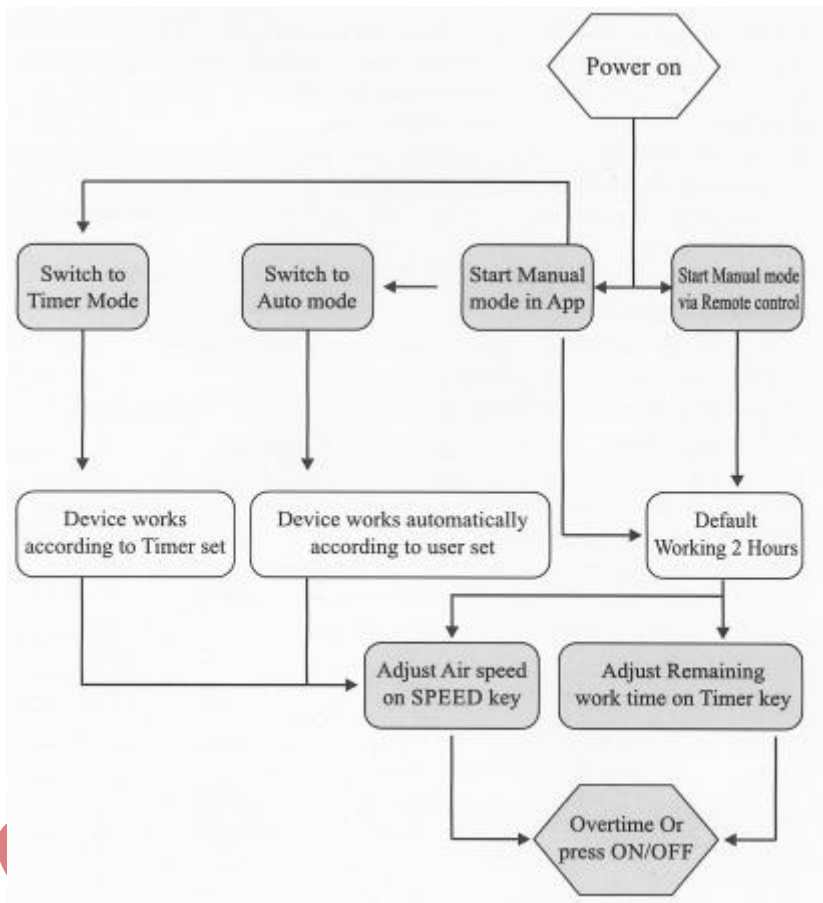 Power on
Switch to
Timer Mode
Switch to
Auto mode
Start Manual
mode in App
Start Manual mode
via Remote control
Device works
according to Timer set
Device works automatically
according to user set
Default
Working 2 Hours
Adjust Air speed
on SPEED key
Adjust Remaining
work time on Timer key
Overtime Or
press ON/OFF